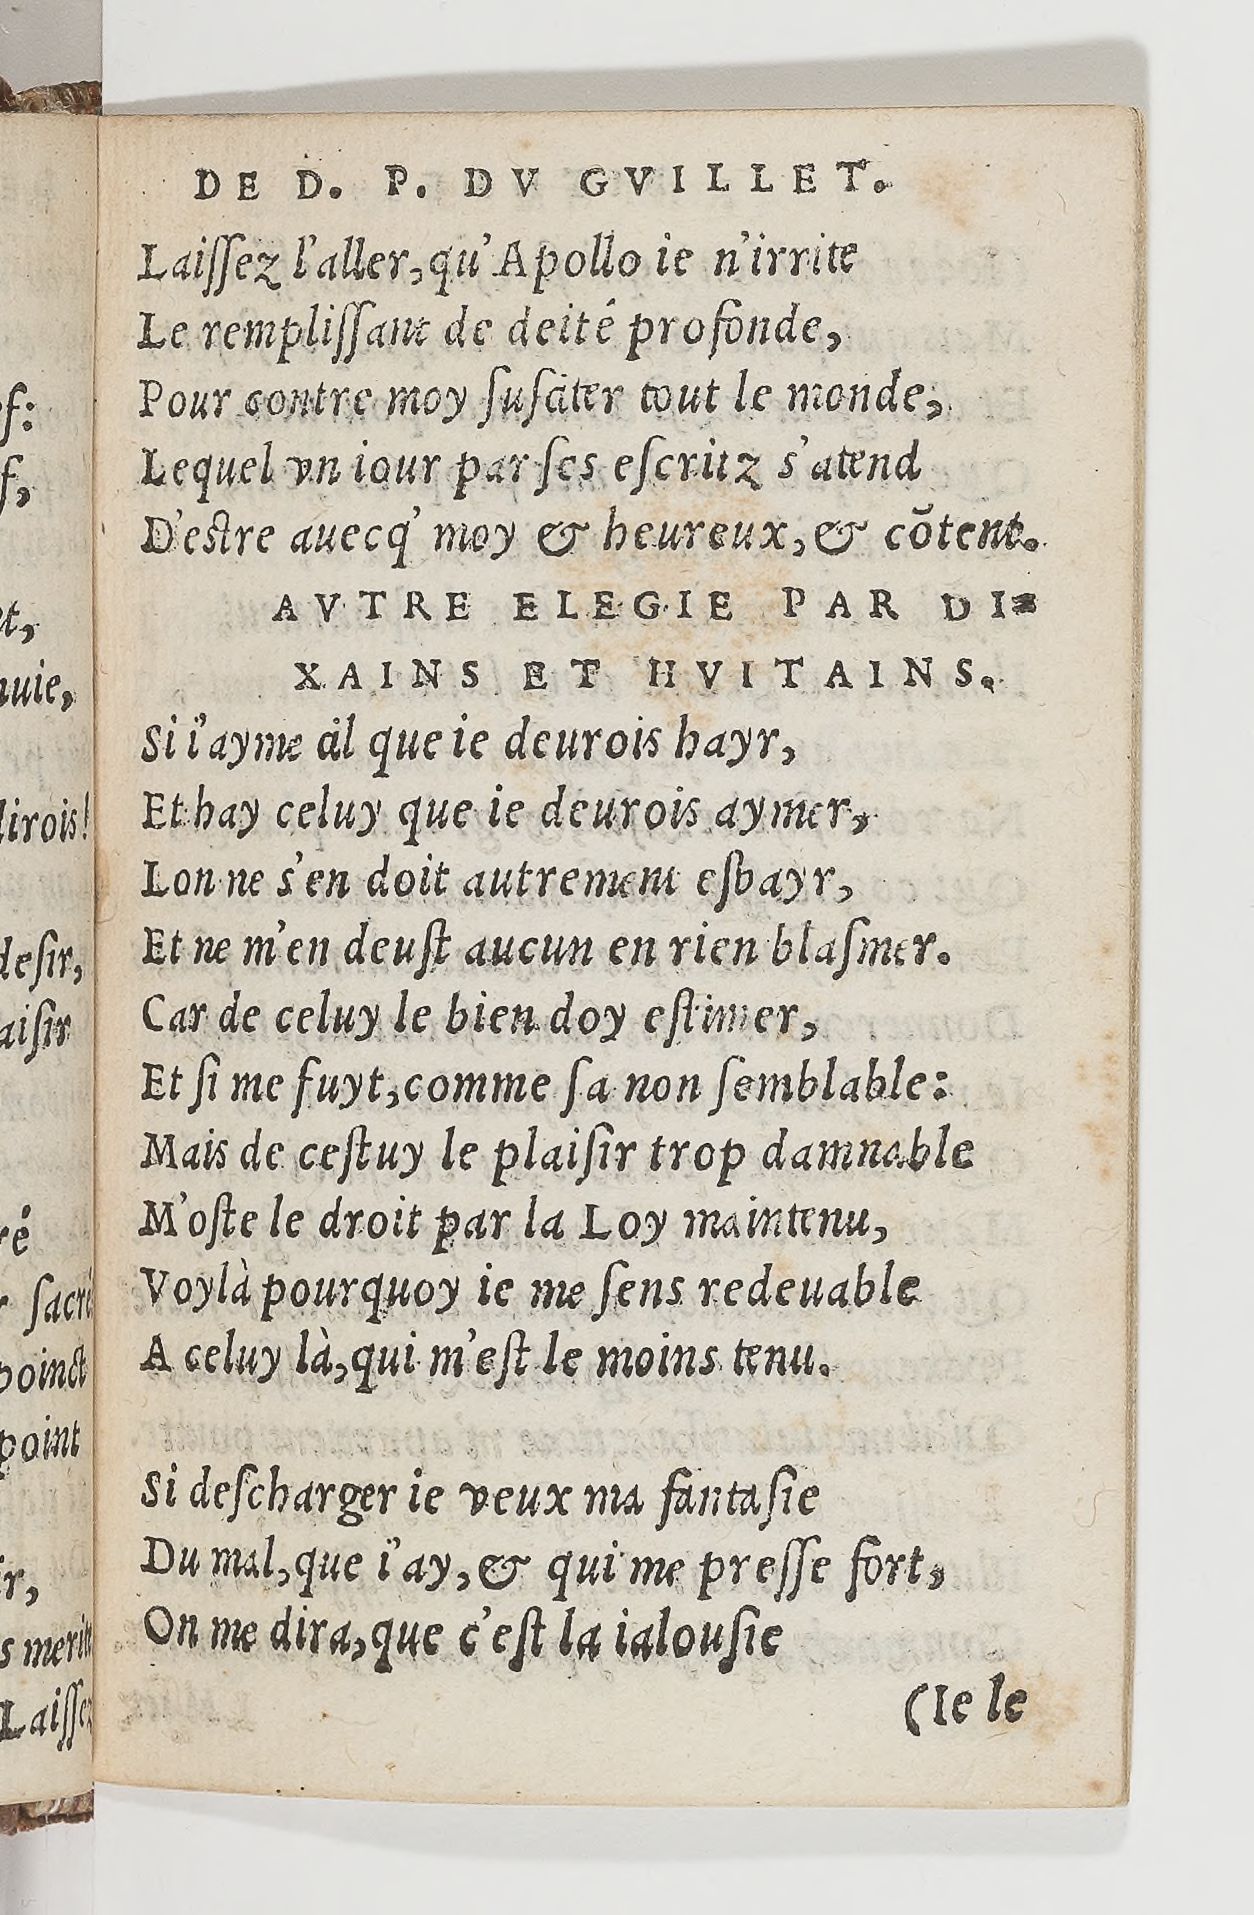 DE D. P. DV GVILLET.
Laiſſez l'aller, qu'Apollo ie n'irrite
Le rempliſſant de deité profonde,
Pour contre moy ſuſciter tout le monde,
Lequel vn iour par ſes eſcritz s'atend
D'eſtre auecq' moy & heureux, & cõtent.
AVTRE ELEGIE PAR DI-
XAINS ET HVITAINS.
Si i'ayme cil que ie deurois hayr,
Et hay celuy que ie deurois aymer,
Lon ne s'en doit autrement eſbayr,
Et ne m'en deuſt aucun en rien blaſmer.
Car de celuy le bien doy eſtimer,
Et ſi me fuyt, comme ſa non ſemblable:
Mais de ceſtuy le plaiſir trop damnable
M'oſte le droit par la Loy maintenu,
Voylà pourquoy ie me ſens redeuable
A celuy là, qui m'eſt le moins tenu.
Si deſcharger ie veux ma fantaſie
Du mal, que i'ay, & qui me preſſe fort,
On me dira, que c'eſt la ialouſie
(Ie le